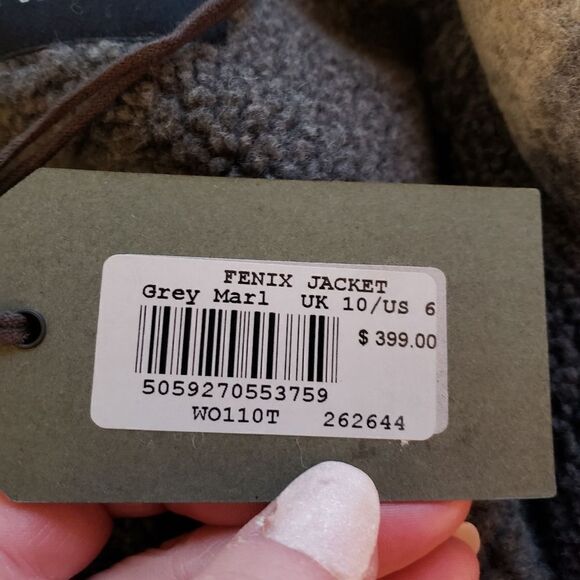 FENIX JACKET
Grey Marl UK 10/US 6
$ 399.00
5059270553759
WO110T 262644